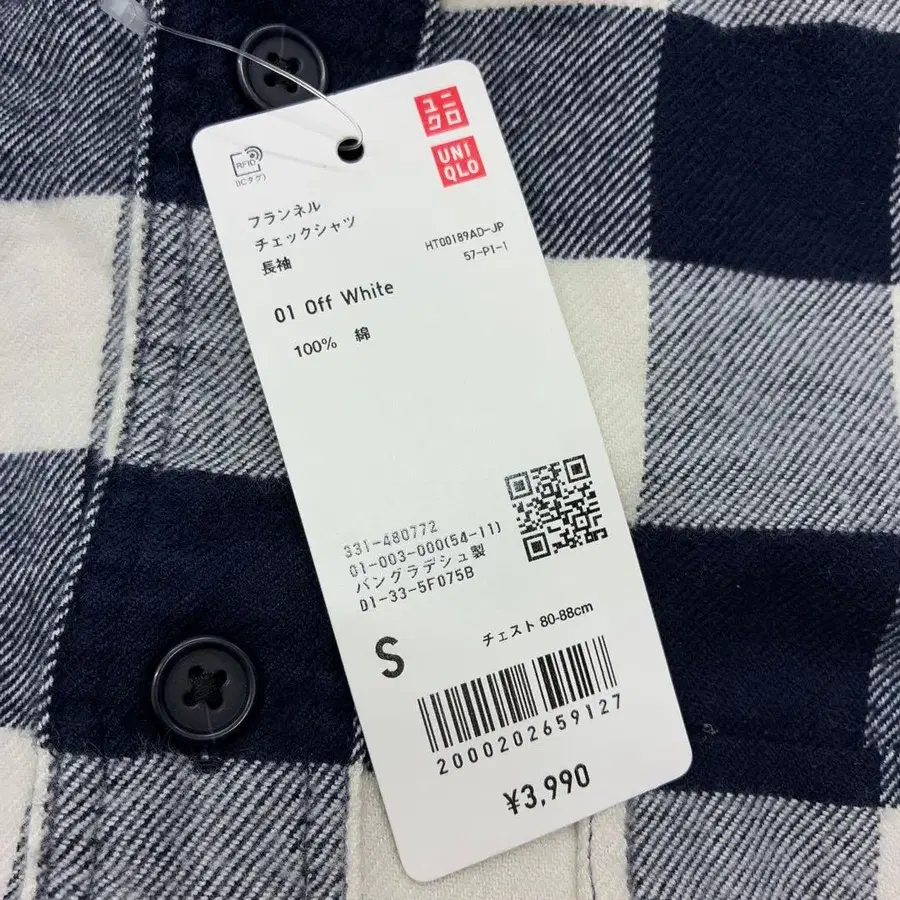 ユニ
クロ
UNI
QLO
RFID
(ICタグ)
フランネル
チェックシャツ
長袖
HT00189AD-JP
57-P1-1
01 Off White
100% 綿
331-480772
01-003-000(54-11)
バングラデシュ製
D1-33-5F075B
S
チェスト 80-88cm
2000202659127
¥3,990